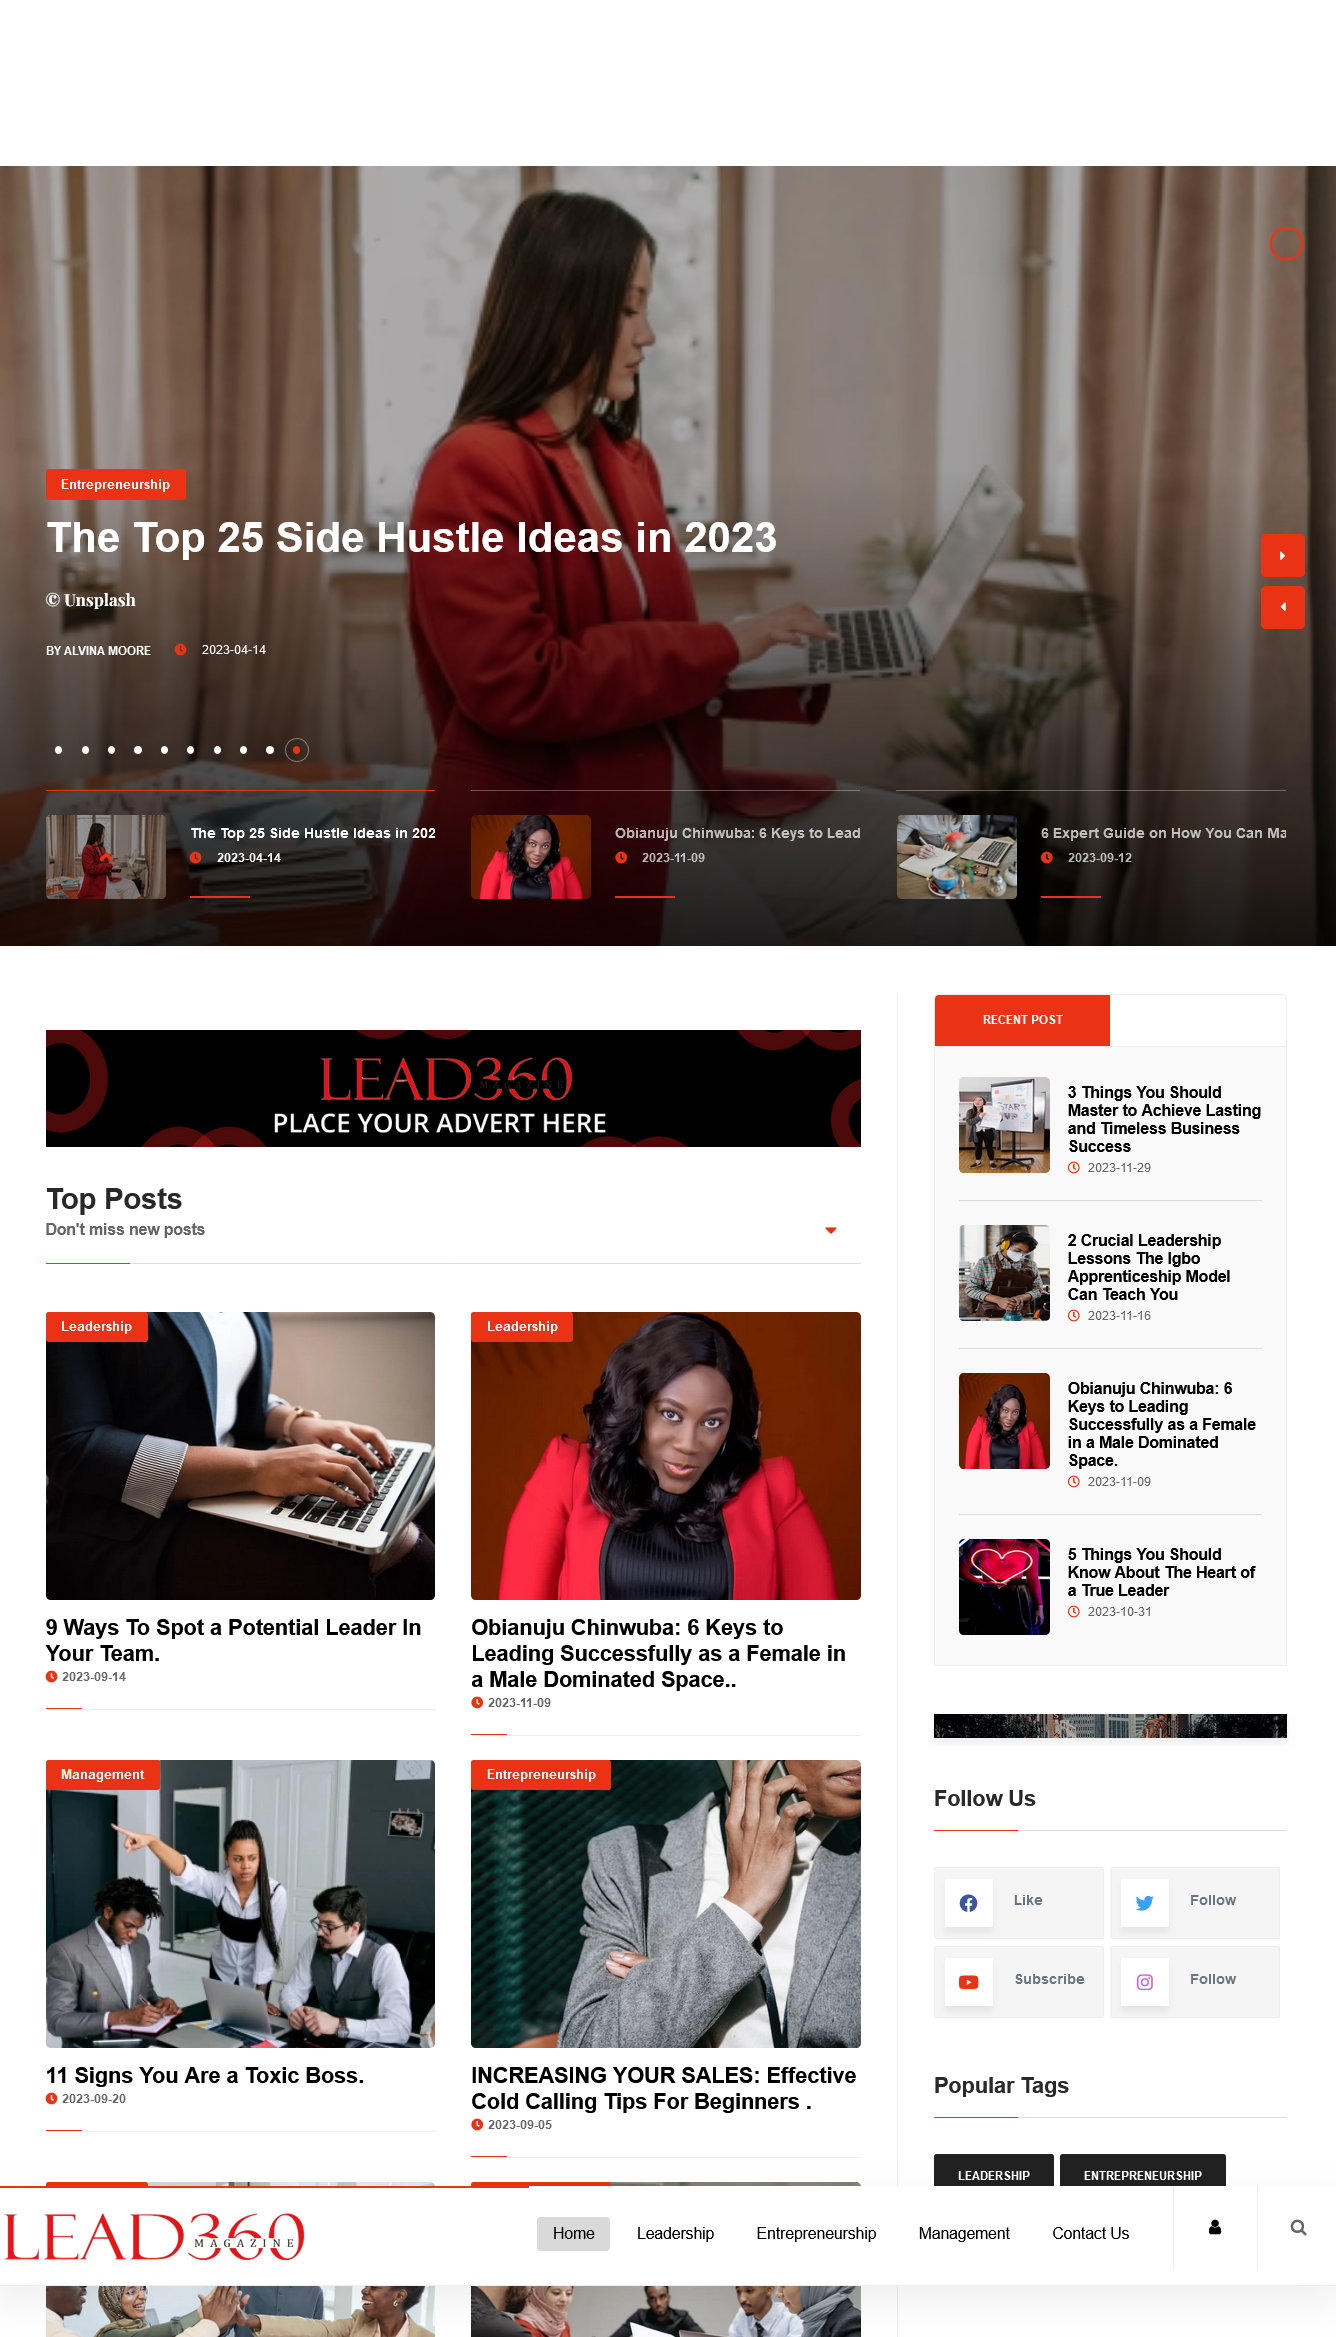 Entrepreneurship
The Top 25 Side Hustle Ideas in 2023
© Unsplash
BY ALVINA MOORE 2023-04-14
The Top 25 Side Hustle Ideas in 202
2023-04-14
Obianuju Chinwuba: 6 Keys to Lead
2023-11-09
6 Expert Guide on How You Can Ma
2023-09-12
LEAD360
MAGAZINE
PLACE YOUR ADVERT HERE
Top Posts
Don't miss new posts
Leadership
9 Ways To Spot a Potential Leader In
Your Team.
2023-09-14
Leadership
Obianuju Chinwuba: 6 Keys to
Leading Successfully as a Female in
a Male Dominated Space..
2023-11-09
Management
11 Signs You Are a Toxic Boss.
2023-09-20
Entrepreneurship
INCREASING YOUR SALES: Effective
Cold Calling Tips For Beginners .
2023-09-05
RECENT POST
START
UP
3 Things You Should
Master to Achieve Lasting
and Timeless Business
Success
2023-11-29
2 Crucial Leadership
Lessons The Igbo
Apprenticeship Model
Can Teach You
2023-11-16
Obianuju Chinwuba: 6
Keys to Leading
Successfully as a Female
in a Male Dominated
Space.
2023-11-09
5 Things You Should
Know About The Heart of
a True Leader
2023-10-31
Follow Us
Like
Follow
Subscribe
Follow
Popular Tags
LEADERSHIP
ENTREPRENEURSHIP
LEAD360
MAGAZINE
Home
Leadership
Entrepreneurship
Management
Contact Us